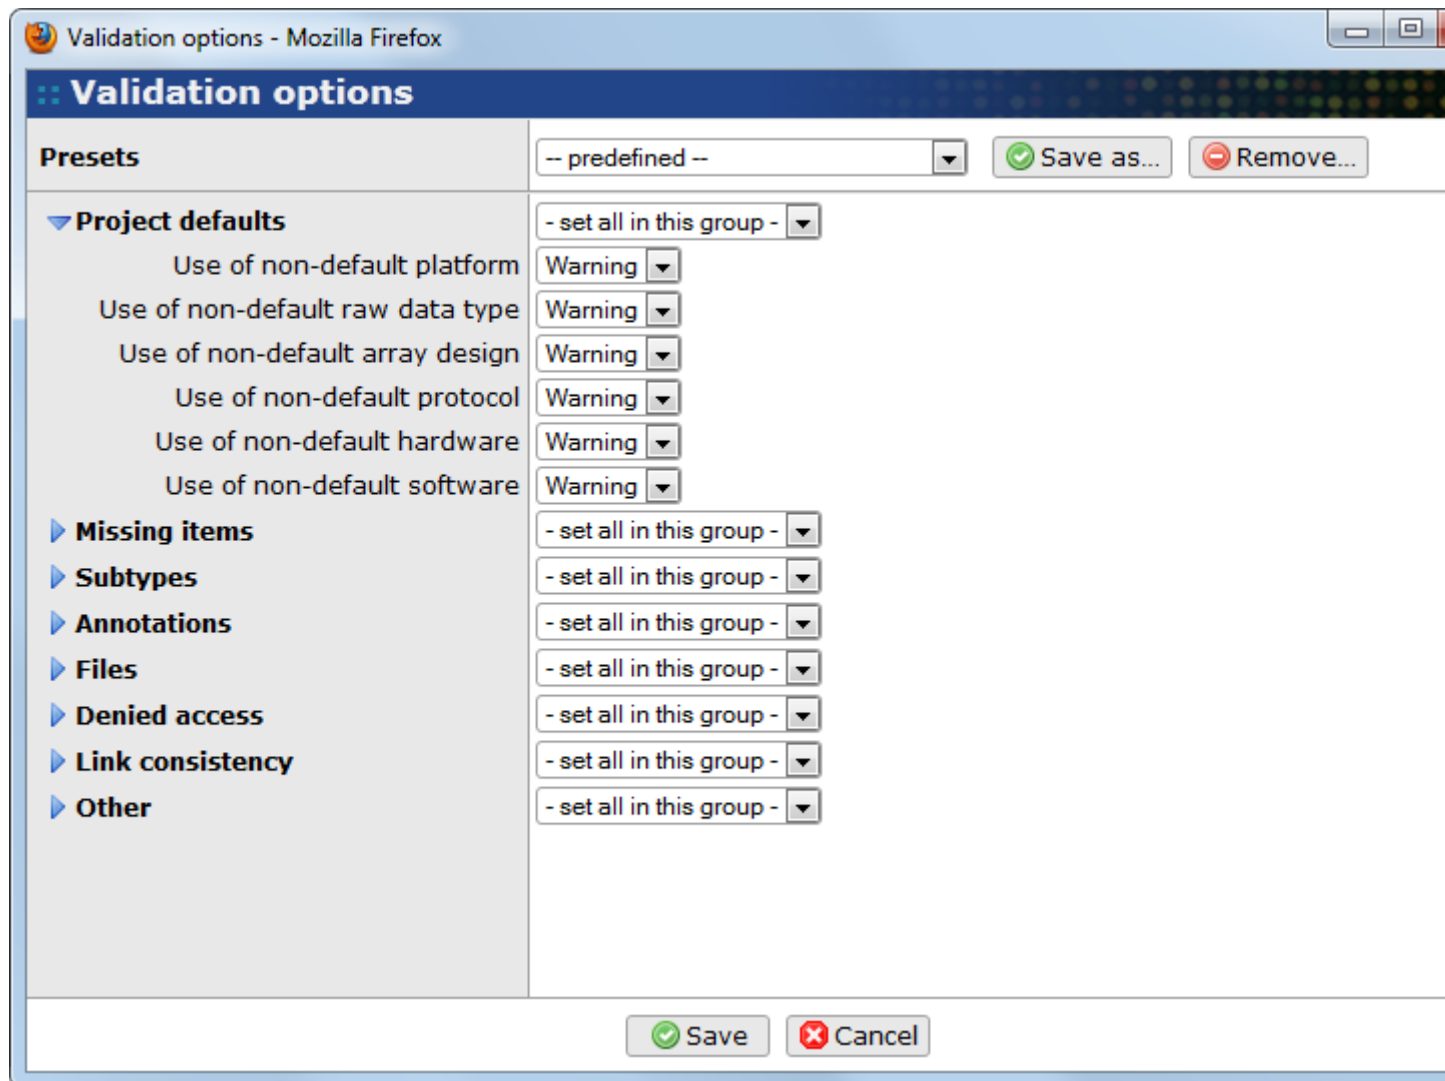 Validation options - Mozilla Firefox
:: Validation options
Presets -- predefined -- Save as... Remove...
Project defaults - set all in this group -
Use of non-default platform Warning
Use of non-default raw data type Warning
Use of non-default array design Warning
Use of non-default protocol Warning
Use of non-default hardware Warning
Use of non-default software Warning
Missing items - set all in this group -
Subtypes - set all in this group -
Annotations - set all in this group -
Files - set all in this group -
Denied access - set all in this group -
Link consistency - set all in this group -
Other - set all in this group -
Save Cancel